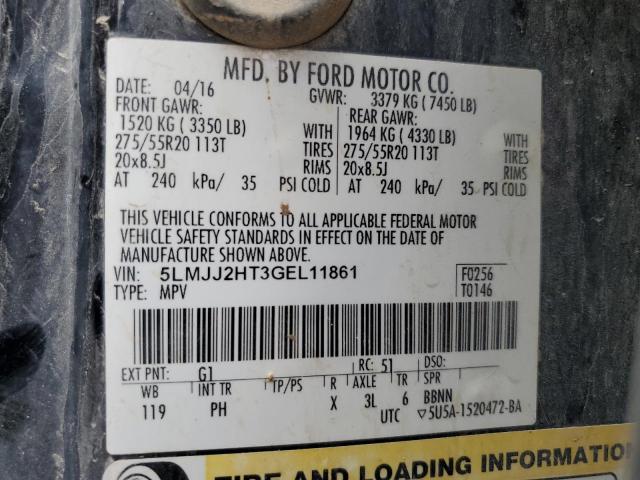 MFD. BY FORD MOTOR CO.
DATE: 04/16 GVWR: 3379 KG ( 7450 LB)
FRONT GAWR: REAR GAWR:
1520 KG ( 3350 LB) WITH 1964 KG ( 4330 LB) WITH
275/55R20 113T TIRES 275/55R20 113T TIRES
20x8.5J RIMS 20x8.5J RIMS
AT 240 kPa/ 35 PSI COLD AT 240 kPa/ 35 PSI COLD
THIS VEHICLE CONFORMS TO ALL APPLICABLE FEDERAL MOTOR
VEHICLE SAFETY STANDARDS IN EFFECT ON THE DATE OF
MANUFACTURE SHOWN ABOVE.
VIN: 5LMJJ2HT3GEL11861 F0256
TYPE: MPV T0146
EXT PNT: G1 RC: 51 DSO:
WB INT TR TP/PS R AXLE TR SPR
119 PH X 3L 6 BBNN
UTC ▽5U5A-1520472-BA
TIRE AND LOADING INFORMATION